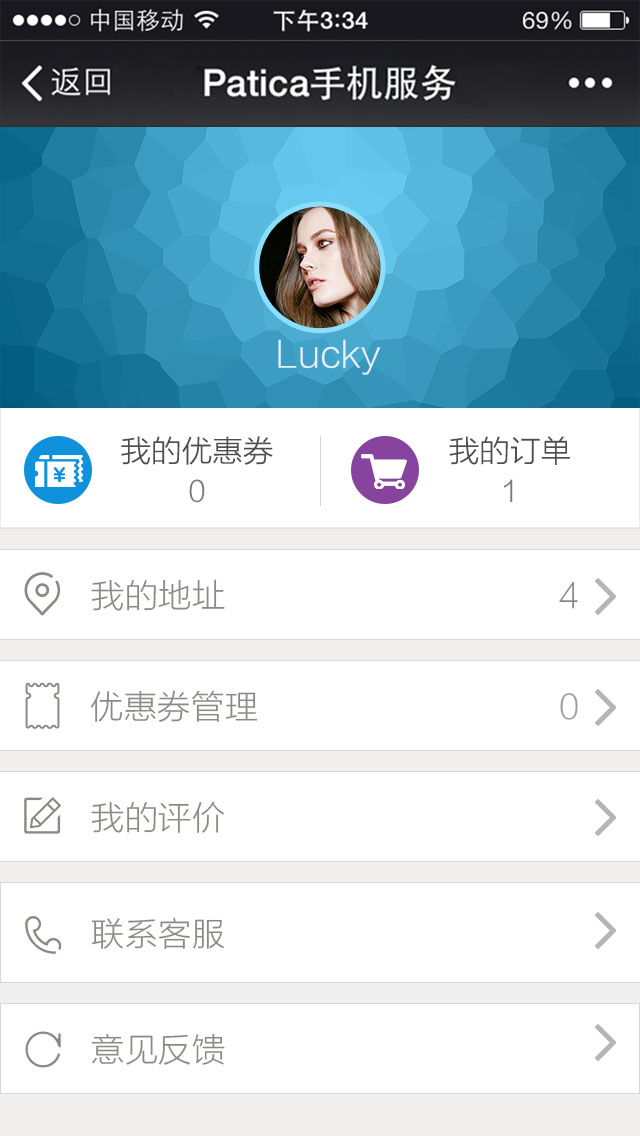 中国移动 下午3:34 69%
返回 Patica手机服务
Lucky
我的优惠券 我的订单
0 1
我的地址 4
优惠券管理 0
我的评价
联系客服
意见反馈